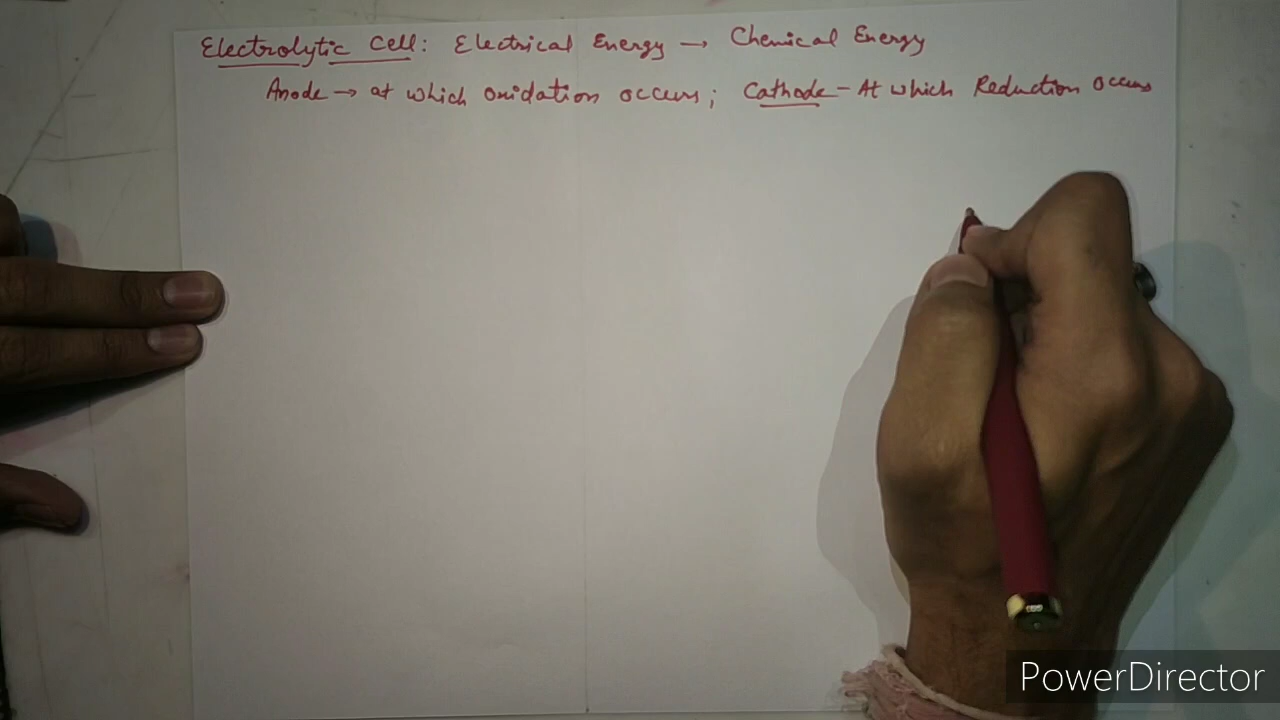 Electrolytic Cell: Electrical Energy → Chemical Energy
Anode → at which oxidation occurs; Cathode - At which Reduction occurs
PowerDirector